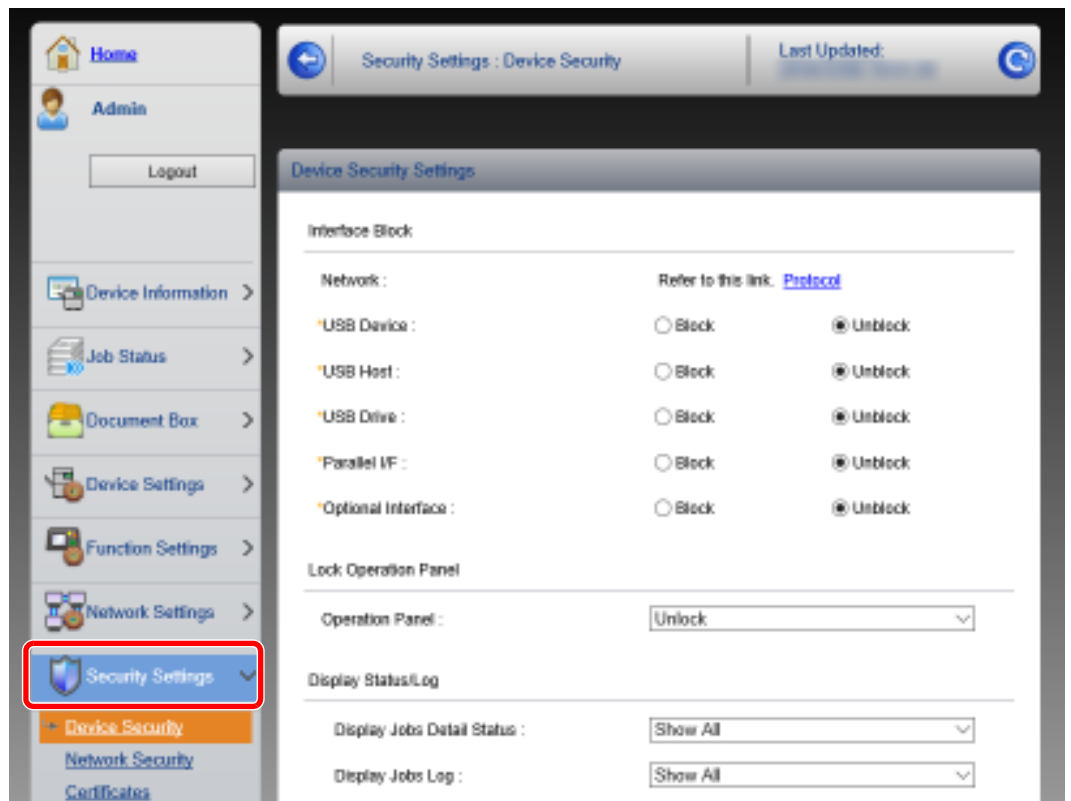 Home
Admin
Logout
Device Information
Job Status
Document Box
Device Settings
Function Settings
Network Settings
Security Settings
Device Security
Network Security
Certificates
Security Settings : Device Security
Last Updated:
Device Security Settings
Interface Block
Network : Refer to this link. Protocol
*USB Device : Block Unblock
*USB Host : Block Unblock
*USB Drive : Block Unblock
*Parallel I/F : Block Unblock
*Optional Interface : Block Unblock
Lock Operation Panel
Operation Panel : Unlock
Display Status/Log
Display Jobs Detail Status : Show All
Display Jobs Log : Show All